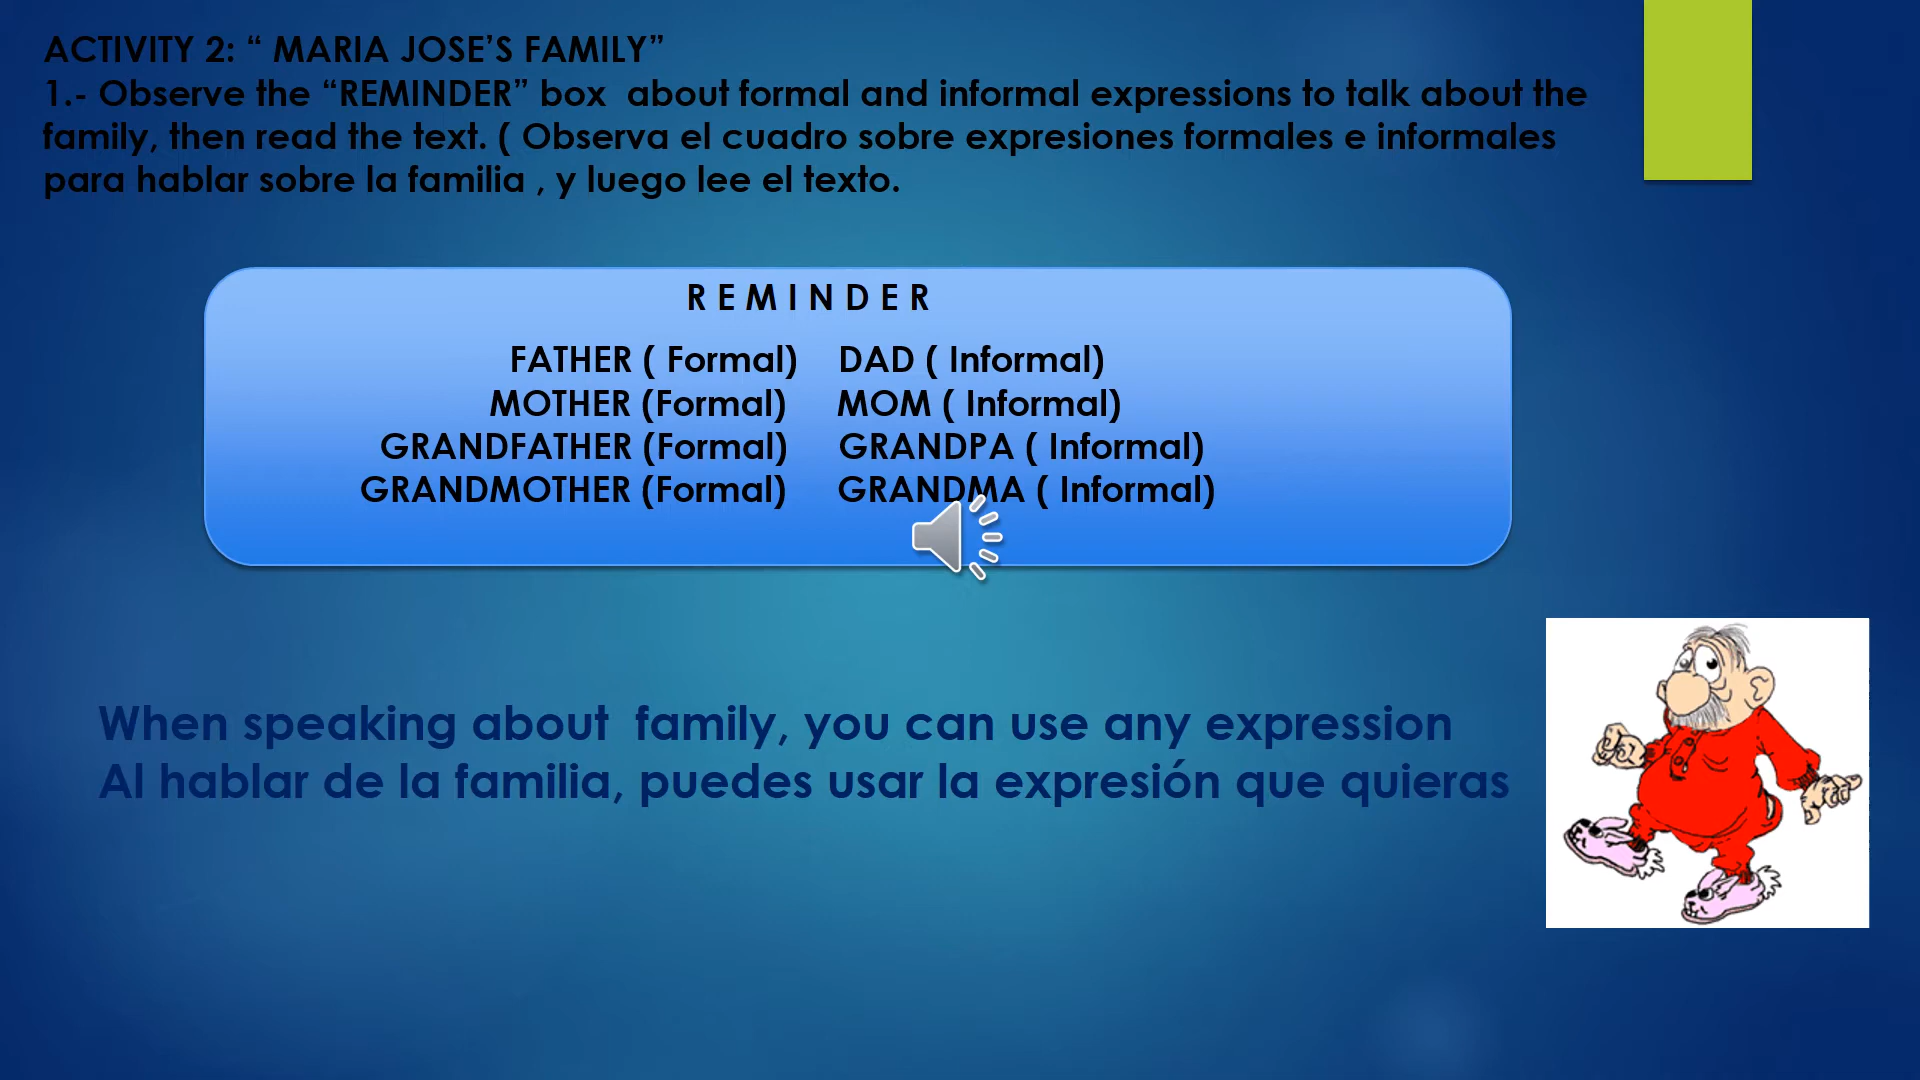 ACTIVITY 2: “ MARIA JOSE’S FAMILY”
1.- Observe the “REMINDER” box  about formal and informal expressions to talk about the
family, then read the text. ( Observa el cuadro sobre expresiones formales e informales
para hablar sobre la familia , y luego lee el texto.
R E M I N D E R
FATHER ( Formal)    DAD ( Informal)
MOTHER (Formal)     MOM ( Informal)
GRANDFATHER (Formal)     GRANDPA ( Informal)
GRANDMOTHER (Formal)     GRANDMA ( Informal)
When speaking about  family, you can use any expression
Al hablar de la familia, puedes usar la expresión que quieras